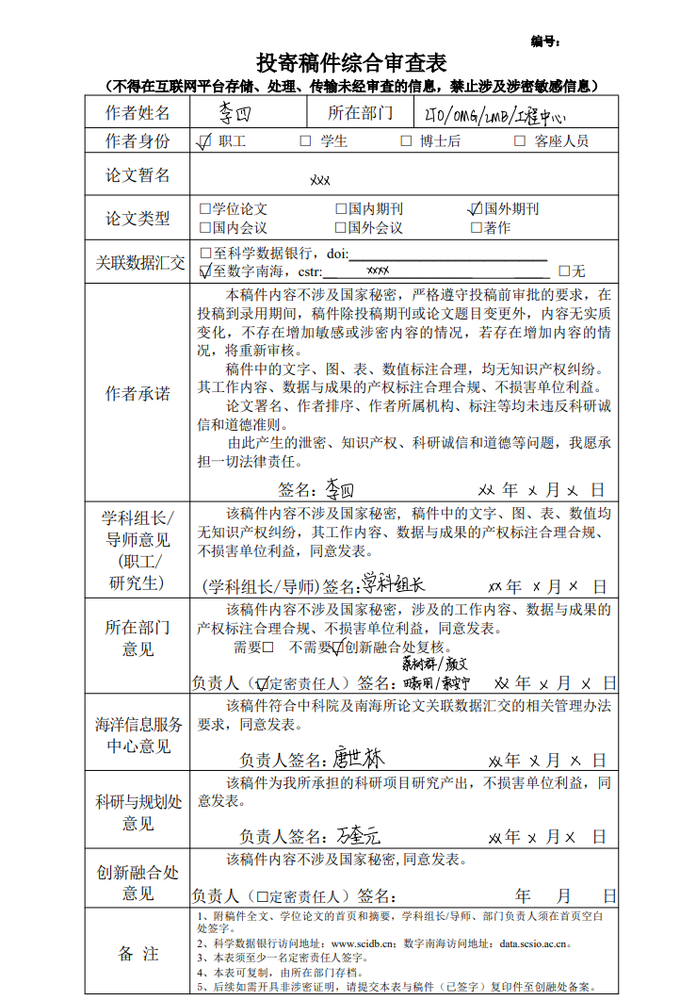 编号：
投寄稿件综合审查表
（不得在互联网平台存储、处理、传输未经审查的信息，禁止涉及涉密敏感信息）
作者姓名 李四 所在部门 LTO/OMG/LMB/工程中心
作者身份 ☑ 职工 □ 学生 □ 博士后 □ 客座人员
论文暂名 xxx
论文类型 □学位论文 □国内期刊 ☑国外期刊
□国内会议 □国外会议 □著作
关联数据汇交 □至科学数据银行，doi:
☑至数字南海，cstr: xxxx □无
作者承诺
本稿件内容不涉及国家秘密，严格遵守投稿前审批的要求，在
投稿到录用期间，稿件除投稿期刊或论文题目变更外，内容无实质
变化，不存在增加敏感或涉密内容的情况，若存在增加内容的情
况，将重新审核。
稿件中的文字、图、表、数值标注合理，均无知识产权纠纷。
其工作内容、数据与成果的产权标注合理合规、不损害单位利益。
论文署名、作者排序、作者所属机构、标注等均未违反科研诚
信和道德准则。
由此产生的泄密、知识产权、科研诚信和道德等问题，我愿承
担一切法律责任。
签名：李四 xx 年 x 月 x 日
学科组长/
导师意见
(职工/
研究生)
该稿件内容不涉及国家秘密, 稿件中的文字、图、表、数值均
无知识产权纠纷，其工作内容、数据与成果的产权标注合理合规、
不损害单位利益，同意发表。
(学科组长/导师)签名：学科组长 xx 年 x 月 x 日
所在部门
意见
该稿件内容不涉及国家秘密，涉及的工作内容、数据与成果的
产权标注合理合规、不损害单位利益，同意发表。
需要□ 不需要☑创新融合处复核。
蔡树群/颜文
负责人（☑定密责任人）签名： xx 年 x 月 x 日
海洋信息服务
中心意见
该稿件符合中科院及南海所论文关联数据汇交的相关管理办法
要求，同意发表。
负责人签名：唐世林 xx 年 x 月 x 日
科研与规划处
意见
该稿件为我所承担的科研项目研究产出，不损害单位利益，同
意发表。
负责人签名：万奎元 xx 年 x 月 x 日
创新融合处
意见
该稿件内容不涉及国家秘密,同意发表。
负责人（□定密责任人）签名： 年 月 日
备 注
1、附稿件全文、学位论文的首页和摘要，学科组长/导师、部门负责人须在首页空白
处签字。
2、科学数据银行访问地址：www.scidb.cn；数字南海访问地址：data.scsio.ac.cn。
3、本表须至少一名定密责任人签字。
4、本表可复制，由所在部门存档。
5、后续如需开具非涉密证明，请提交本表与稿件（已签字）复印件至创融处备案。